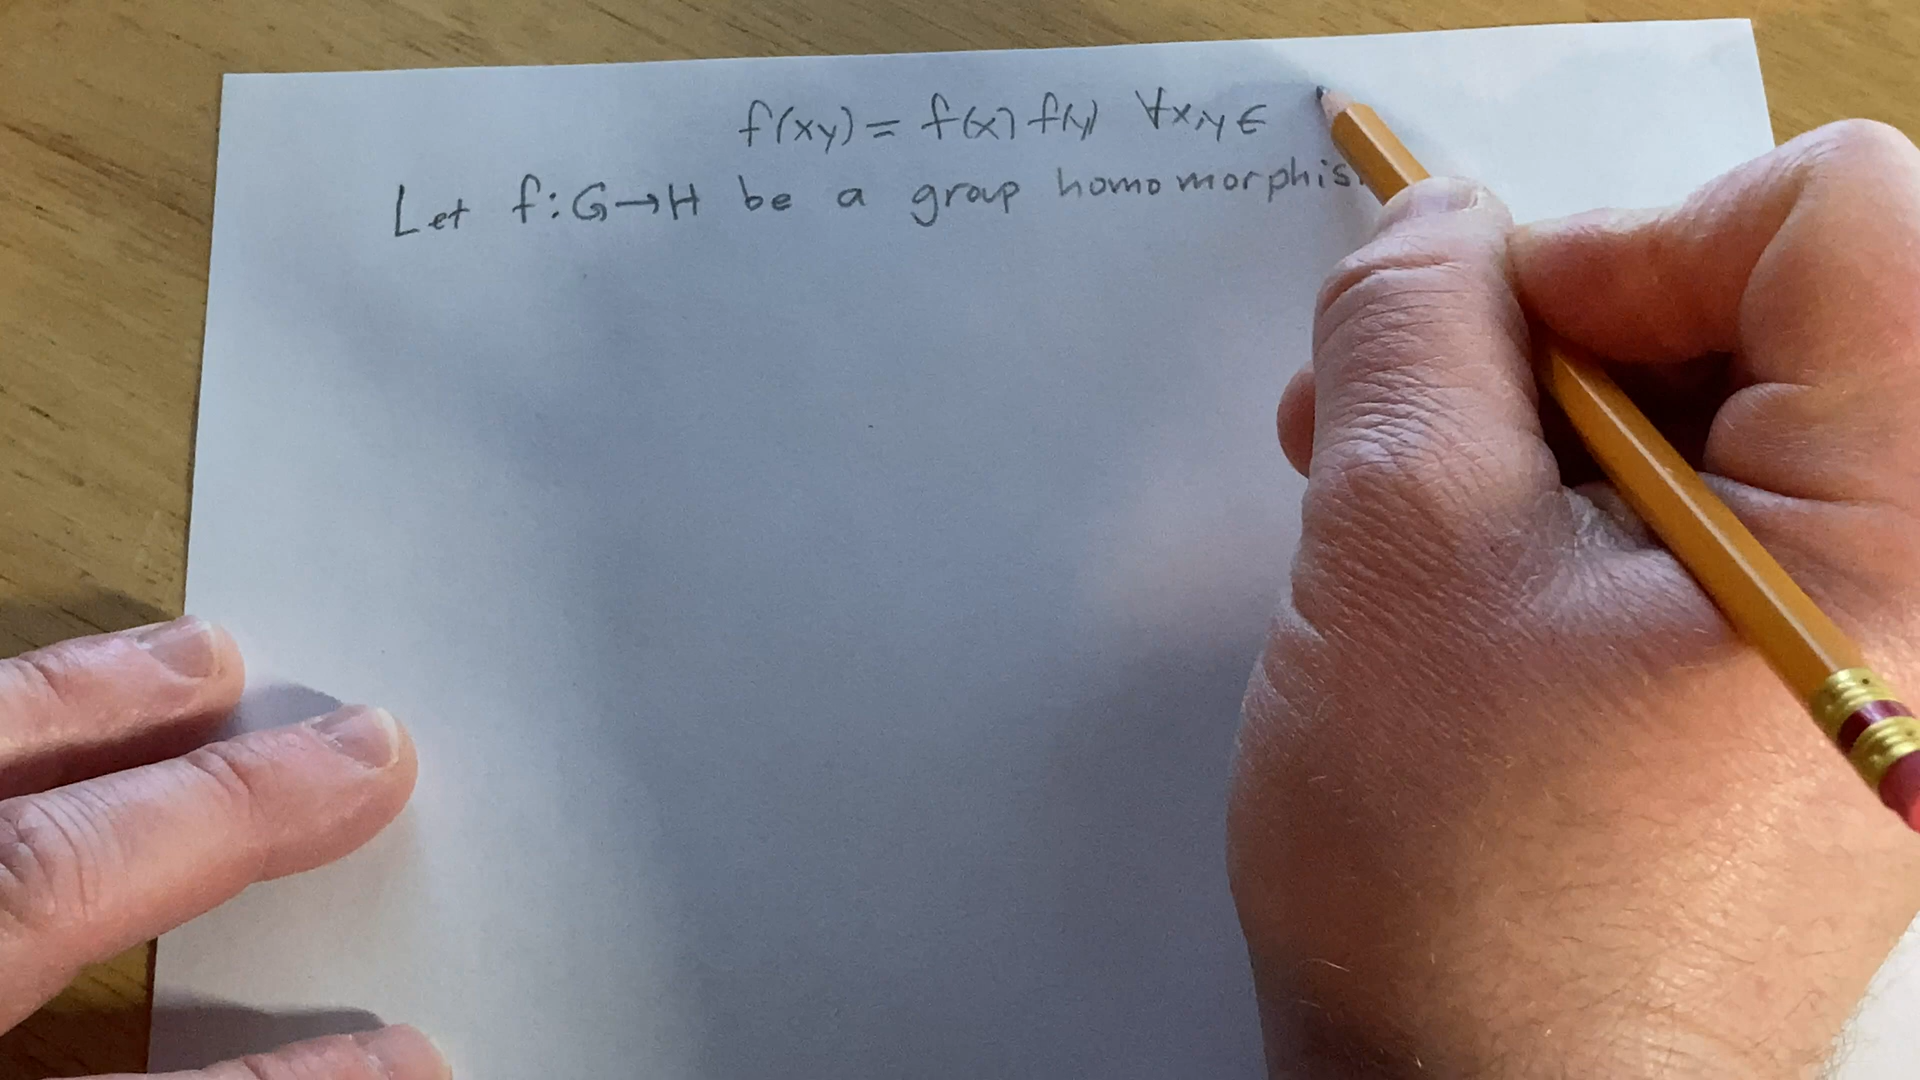 f(xy) = f(x) f(y) ∀x,y ∈
Let f: G→H be a group homomorphis